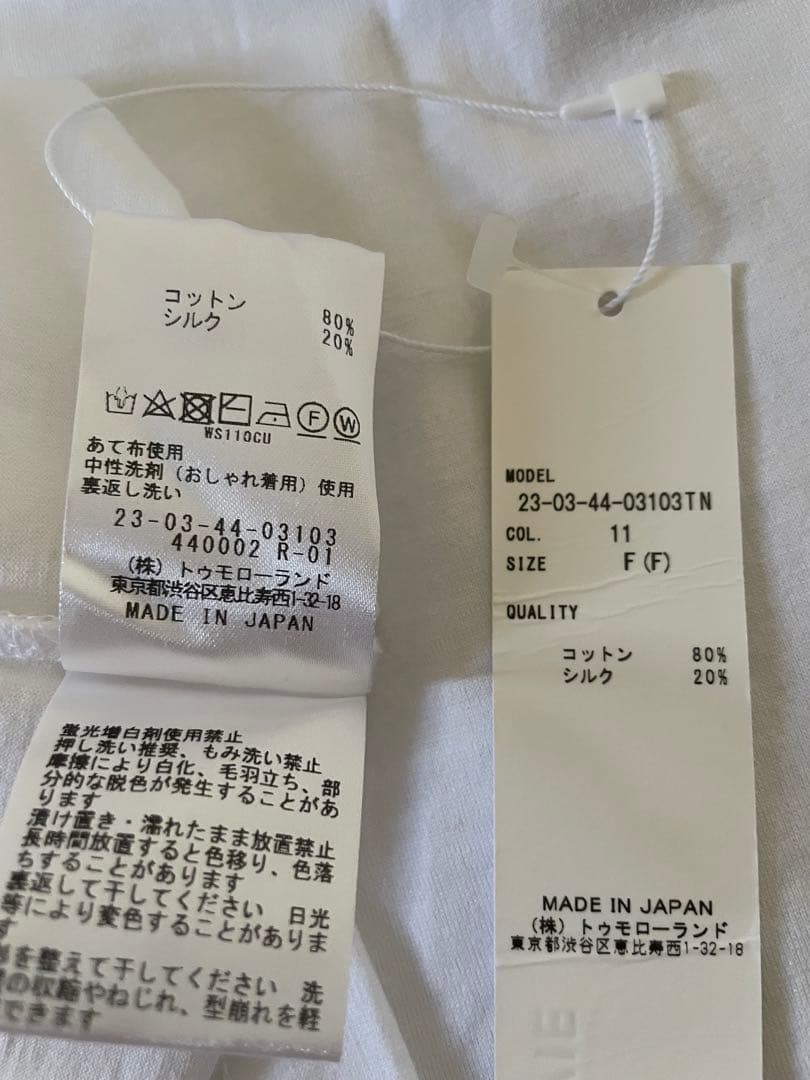 コットン 80%
シルク 20%
F W
WS110CU
あて布使用
中性洗剤（おしゃれ着用）使用
裏返し洗い
23-03-44-03103
440002 R-01
（株）トゥモローランド
東京都渋谷区恵比寿西1-32-18
MADE IN JAPAN
蛍光増白剤使用禁止
押し洗い推奨、もみ洗い禁止
摩擦により白化、毛羽立ち、部
分的な脱色が発生することがあ
ります
漬け置き・濡れたまま放置禁止
長時間放置すると色移り、色落
ちすることがあります
裏返して干してください 日光
等により変色することがありま
す
形を整えて干してください 洗
の収縮やねじれ、型崩れを軽
できます
MODEL
23-03-44-03103TN
COL. 11
SIZE F(F)
QUALITY
コットン 80%
シルク 20%
MADE IN JAPAN
（株）トゥモローランド
東京都渋谷区恵比寿西1-32-18